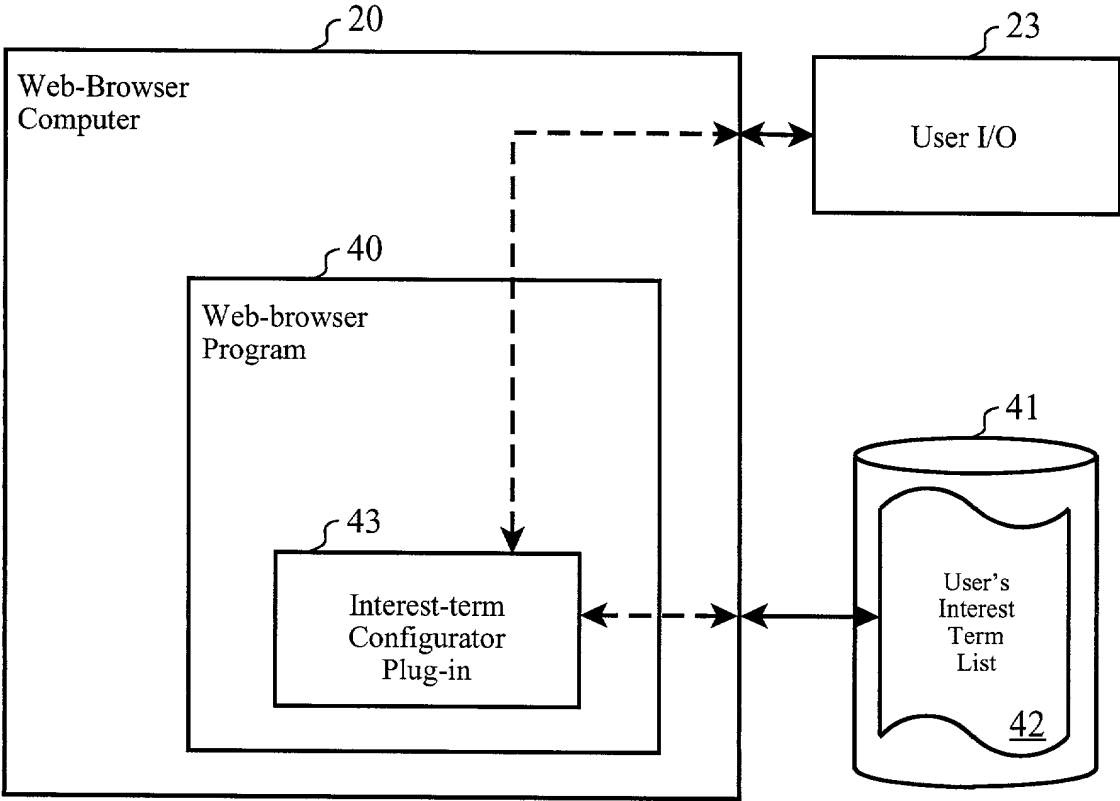 20
23
Web-Browser
Computer
User I/O
40
Web-browser
Program
41
43
Interest-term
Configurator
Plug-in
User's
Interest
Term
List
42